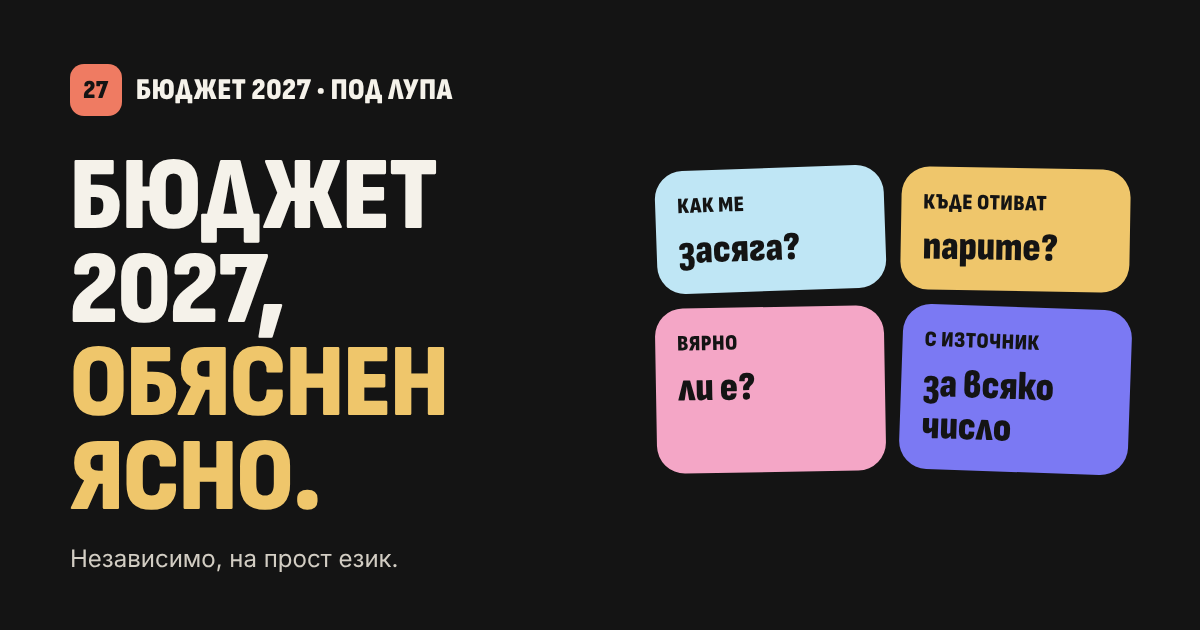 27
БЮДЖЕТ 2027 · ПОД ЛУПА
БЮДЖЕТ
2027,
ОБЯСНЕН
ЯСНО.
Независимо, на прост език.
КАК МЕ
засяга?
КЪДЕ ОТИВАТ
парите?
ВЯРНО
ли е?
С ИЗТОЧНИК
за всяко
число